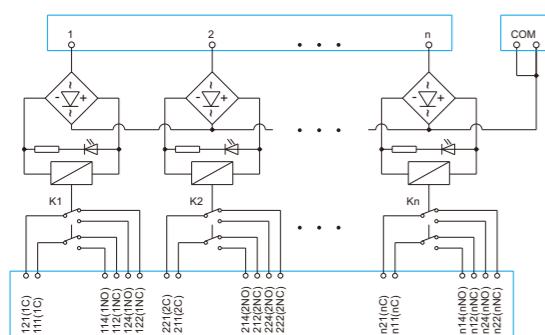 1 2 n COM
~ ~ ~
- + - + - +
~ ~ ~
K1 K2 Kn
121(1C)
111(1C)
114(1NO)
112(1NC)
124(1NO)
122(1NC)
221(2C)
211(2C)
214(2NO)
212(2NC)
224(2NO)
222(2NC)
n21(nC)
n11(nC)
n14(nNO)
n12(nNC)
n24(nNO)
n22(nNC)